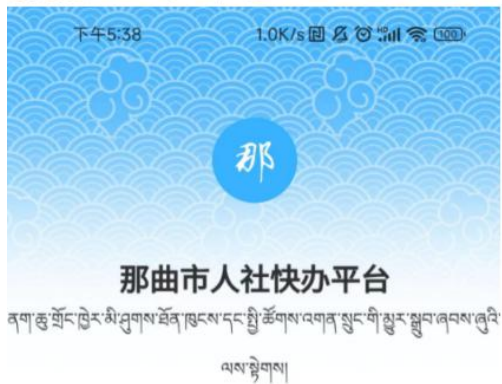 下午5:38 1.0K/s 100
那
那曲市人社快办平台
ནག་ཆུ་གྲོང་ཁྱེར་མི་ཤུགས་ཐོན་ཁུངས་དང་སྤྱི་ཚོགས་འགན་སྲུང་གི་མྱུར་སྒྲུབ་ཞབས་ཞུའི་
ལས་སྟེགས།